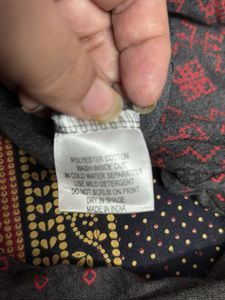 POLYESTER COTTON
WASH INSIDE OUT
IN COLD WATER SEPARATELY
USE MILD DETERGENT
DO NOT SCRUB ON PRINT
DRY IN SHADE
MADE IN INDIA